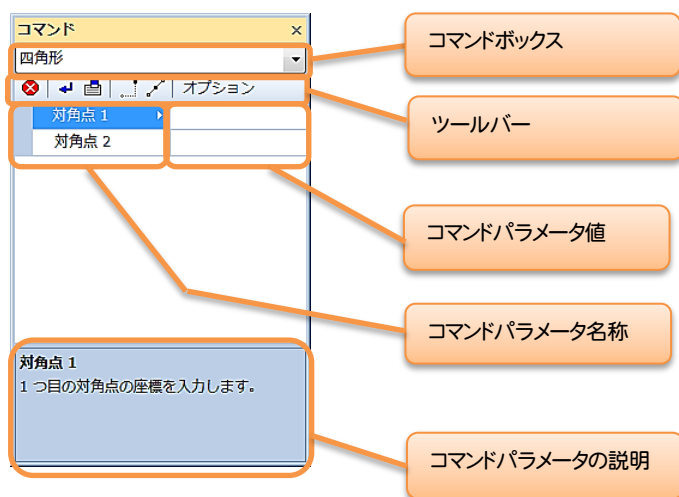 コマンド
四角形
オプション
対角点 1
対角点 2
対角点 1
1 つ目の対角点の座標を入力します。
コマンドボックス
ツールバー
コマンドパラメータ値
コマンドパラメータ名称
コマンドパラメータの説明